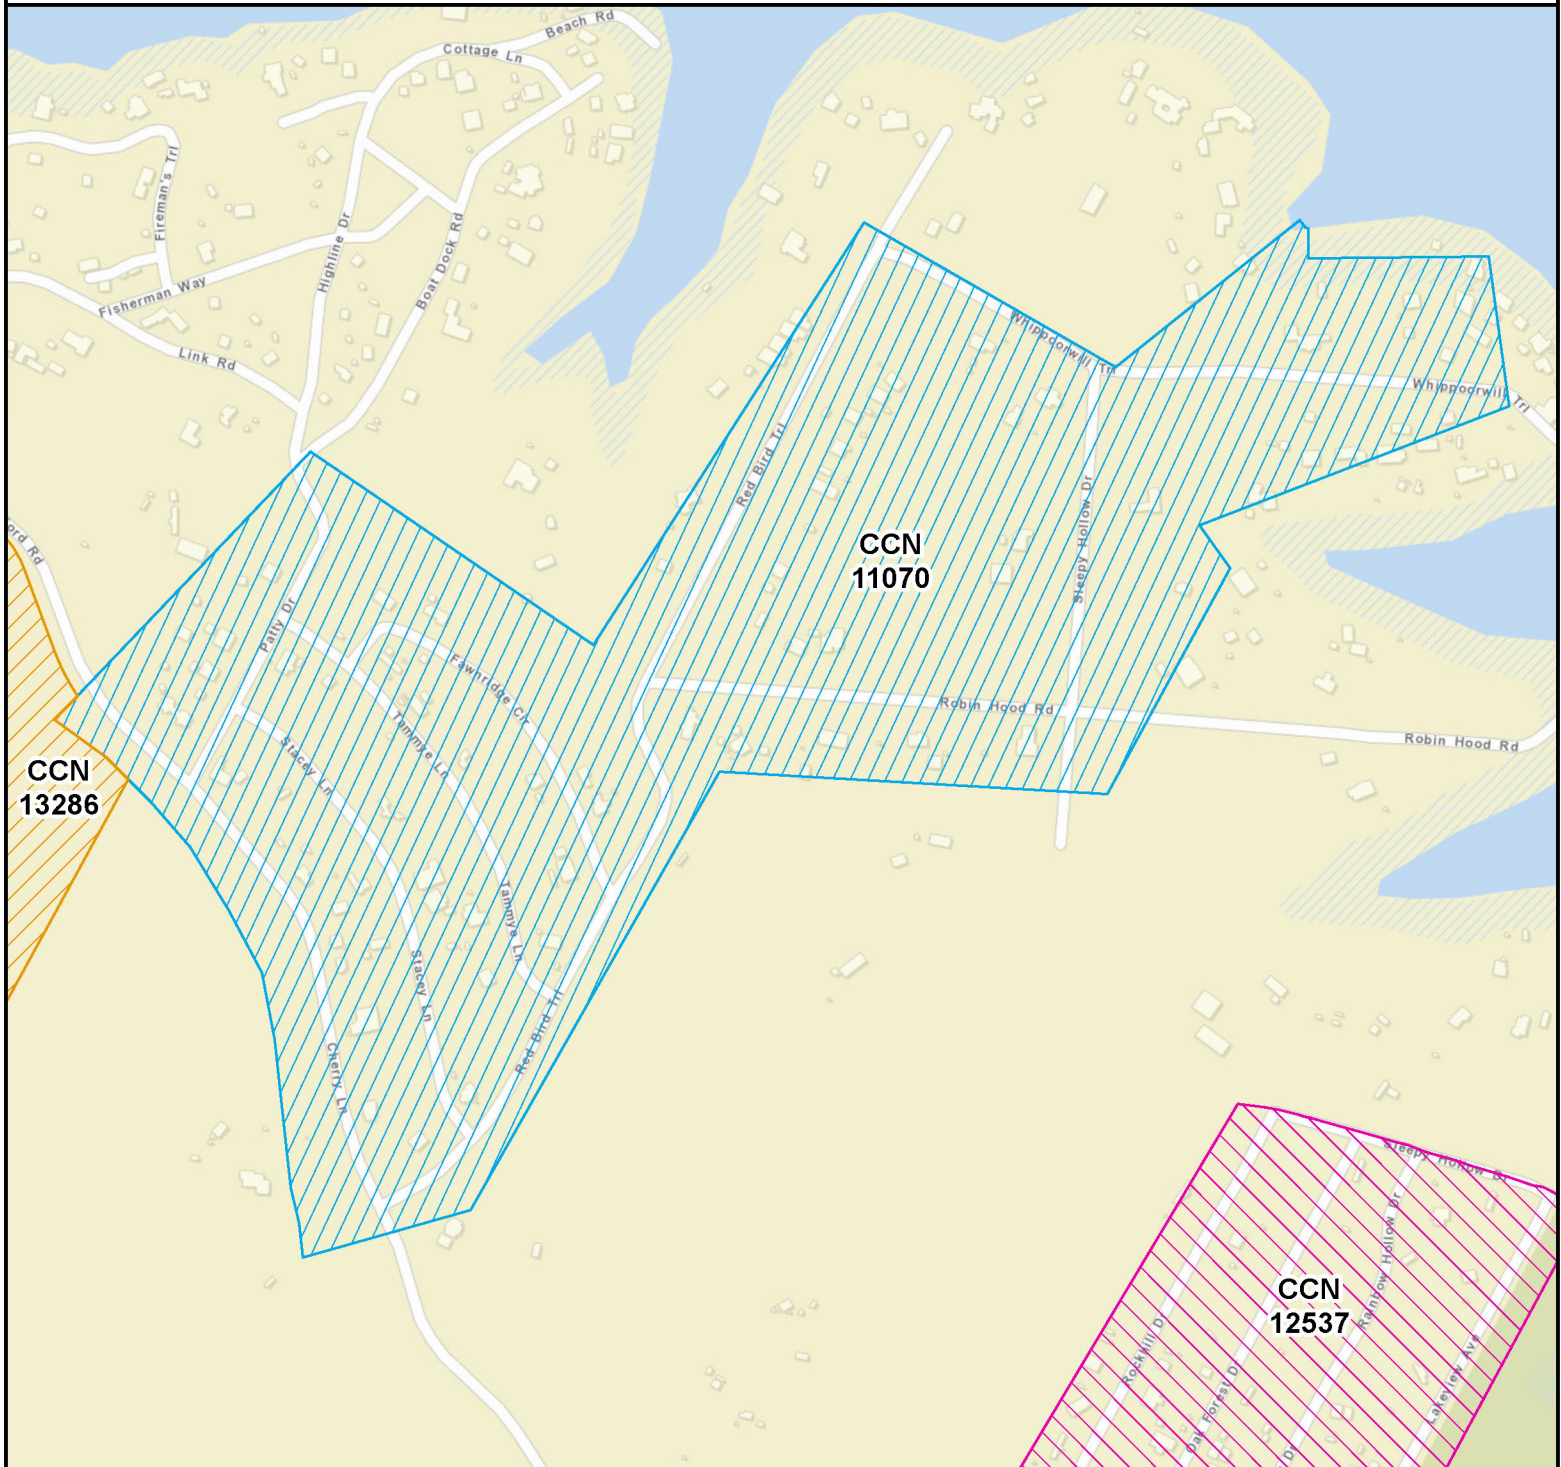 Beach Rd
Cottage Ln
Fireman's Trl
Highline Dr
Boat Dock Rd
Fisherman Way
Link Rd
Whippoorwill Trl
Whippoorwill Trl
Red Bird Trl
Sleepy Hollow Dr
CCN
11070
ord Rd
Patty Dr
Fawnridge Cir
Robin Hood Rd
Robin Hood Rd
Tammye Ln
Stacey Ln
CCN
13286
Tammye Ln
Stacey Ln
Red Bird Trl
Cherry Ln
Sleepy Hollow Dr
Rainbow Hollow Dr
CCN
12537
Rockhill Dr
Oak Forest Dr
Lakeview Ave
Dr